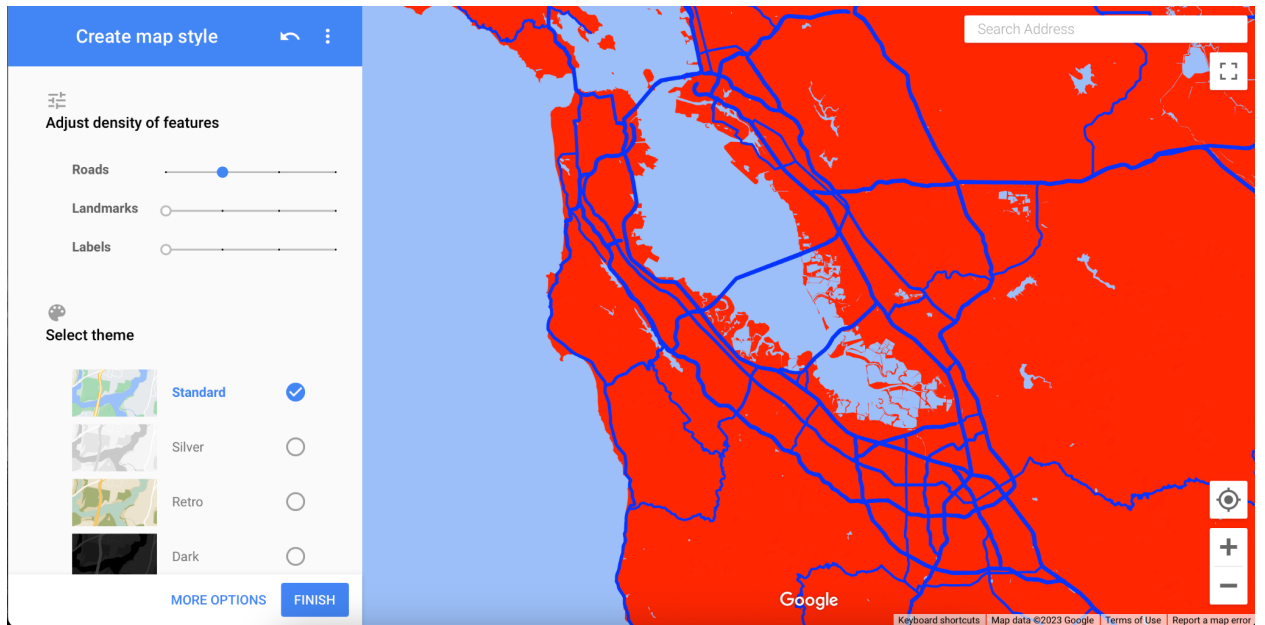 Create map style
Search Address
Adjust density of features
Roads
Landmarks
Labels
Select theme
Standard
Silver
Retro
Dark
MORE OPTIONS
FINISH
Google
Keyboard shortcuts
Map data ©2023 Google
Terms of Use
Report a map error